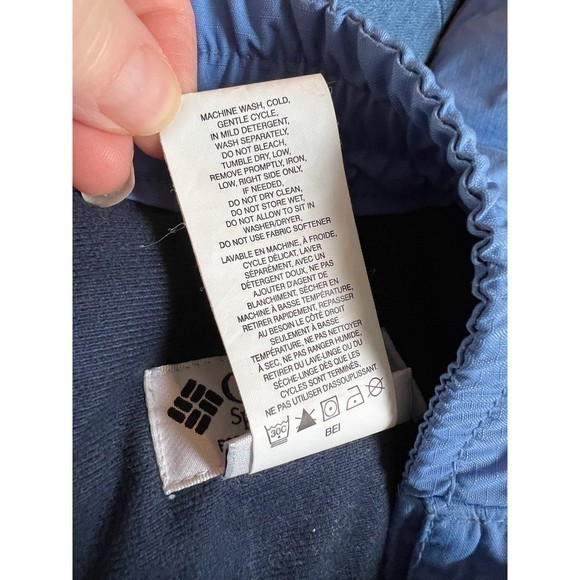 MACHINE WASH, COLD,
GENTLE CYCLE,
IN MILD DETERGENT,
WASH SEPARATELY,
DO NOT BLEACH,
TUMBLE DRY, LOW,
REMOVE PROMPTLY, IRON,
LOW, RIGHT SIDE ONLY,
IF NEEDED,
DO NOT DRY CLEAN,
DO NOT STORE WET,
DO NOT ALLOW TO SIT IN
WASHER/DRYER,
DO NOT USE FABRIC SOFTENER
LAVABLE EN MACHINE, À FROIDE,
CYCLE DÉLICAT, LAVER
SÉPARÉMENT, AVEC UN
DÉTERGENT DOUX, NE PAS
AJOUTER D'AGENT DE
BLANCHIMENT, SÉCHER EN
MACHINE À BASSE TEMPÉRATURE,
RETIRER RAPIDEMENT, REPASSER
AU BESOIN LE CÔTÉ DROIT
SEULEMENT À BASSE
TEMPÉRATURE, NE PAS NETTOYER
À SEC, NE PAS RANGER HUMIDE,
RETIRER DU LAVE-LINGE OU DU
SÈCHE-LINGE DÈS QUE LES
CYCLES SONT TERMINÉS,
NE PAS UTILISER D'ASSOUPLISSANT.
30C
BEI